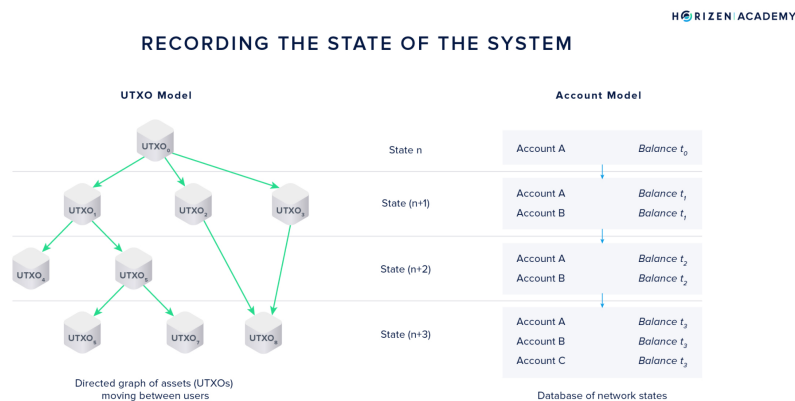 HORIZEN ACADEMY
RECORDING THE STATE OF THE SYSTEM
UTXO Model
Account Model
UTXO0
State n
Account A Balance t0
UTXO1 UTXO2 UTXO3
State (n+1)
Account A Balance t1
Account B Balance t1
UTXO4 UTXO5
State (n+2)
Account A Balance t2
Account B Balance t2
UTXO6 UTXO7 UTXO8
State (n+3)
Account A Balance t3
Account B Balance t3
Account C Balance t3
Directed graph of assets (UTXOs)
moving between users
Database of network states